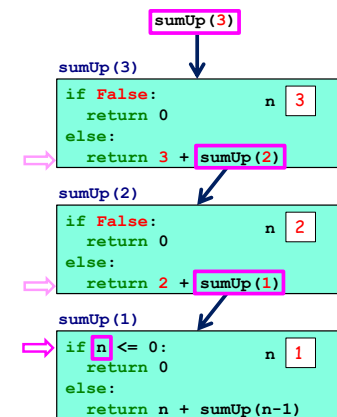 sumUp(3)
sumUp(3)
if False:
n 3
return 0
else:
return 3 + sumUp(2)
sumUp(2)
if False:
n 2
return 0
else:
return 2 + sumUp(1)
sumUp(1)
if n <= 0:
n 1
return 0
else:
return n + sumUp(n-1)